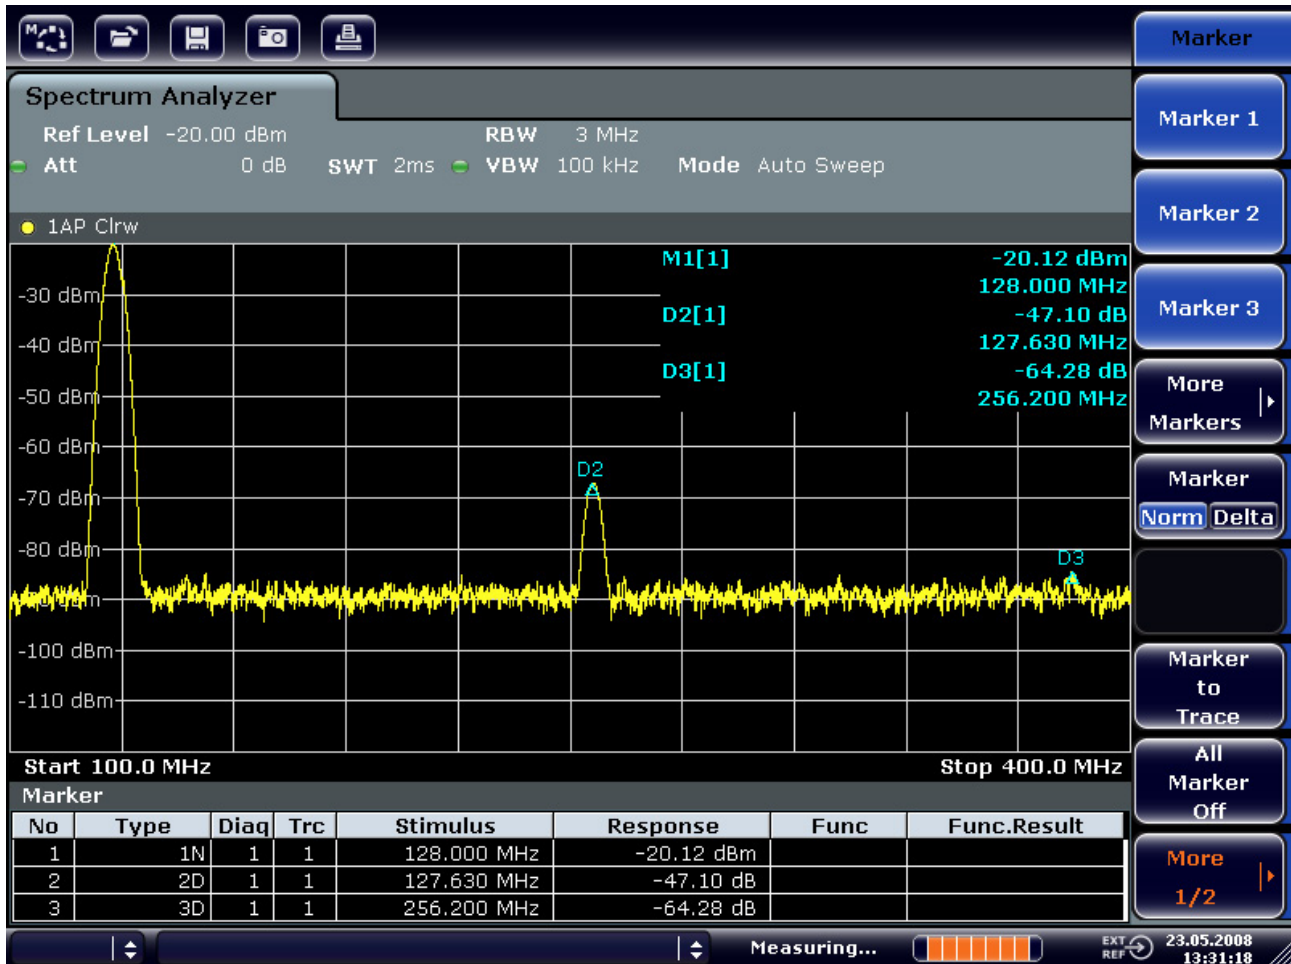 M
Marker
Spectrum Analyzer
Ref Level -20.00 dBm RBW 3 MHz
Att 0 dB SWT 2ms VBW 100 kHz Mode Auto Sweep
1AP Clrw
M1[1] -20.12 dBm
128.000 MHz
D2[1] -47.10 dB
127.630 MHz
D3[1] -64.28 dB
256.200 MHz
-30 dBm
-40 dBm
-50 dBm
-60 dBm
-70 dBm
-80 dBm
-100 dBm
-110 dBm
D2
D3
Start 100.0 MHz Stop 400.0 MHz
Marker
No Type Diag Trc Stimulus Response Func Func.Result
1 1N 1 1 128.000 MHz -20.12 dBm
2 2D 1 1 127.630 MHz -47.10 dB
3 3D 1 1 256.200 MHz -64.28 dB
Marker 1
Marker 2
Marker 3
More
Markers
Marker
Norm Delta
Marker
to
Trace
All
Marker
Off
More
1/2
Measuring...
EXT
REF
23.05.2008
13:31:18